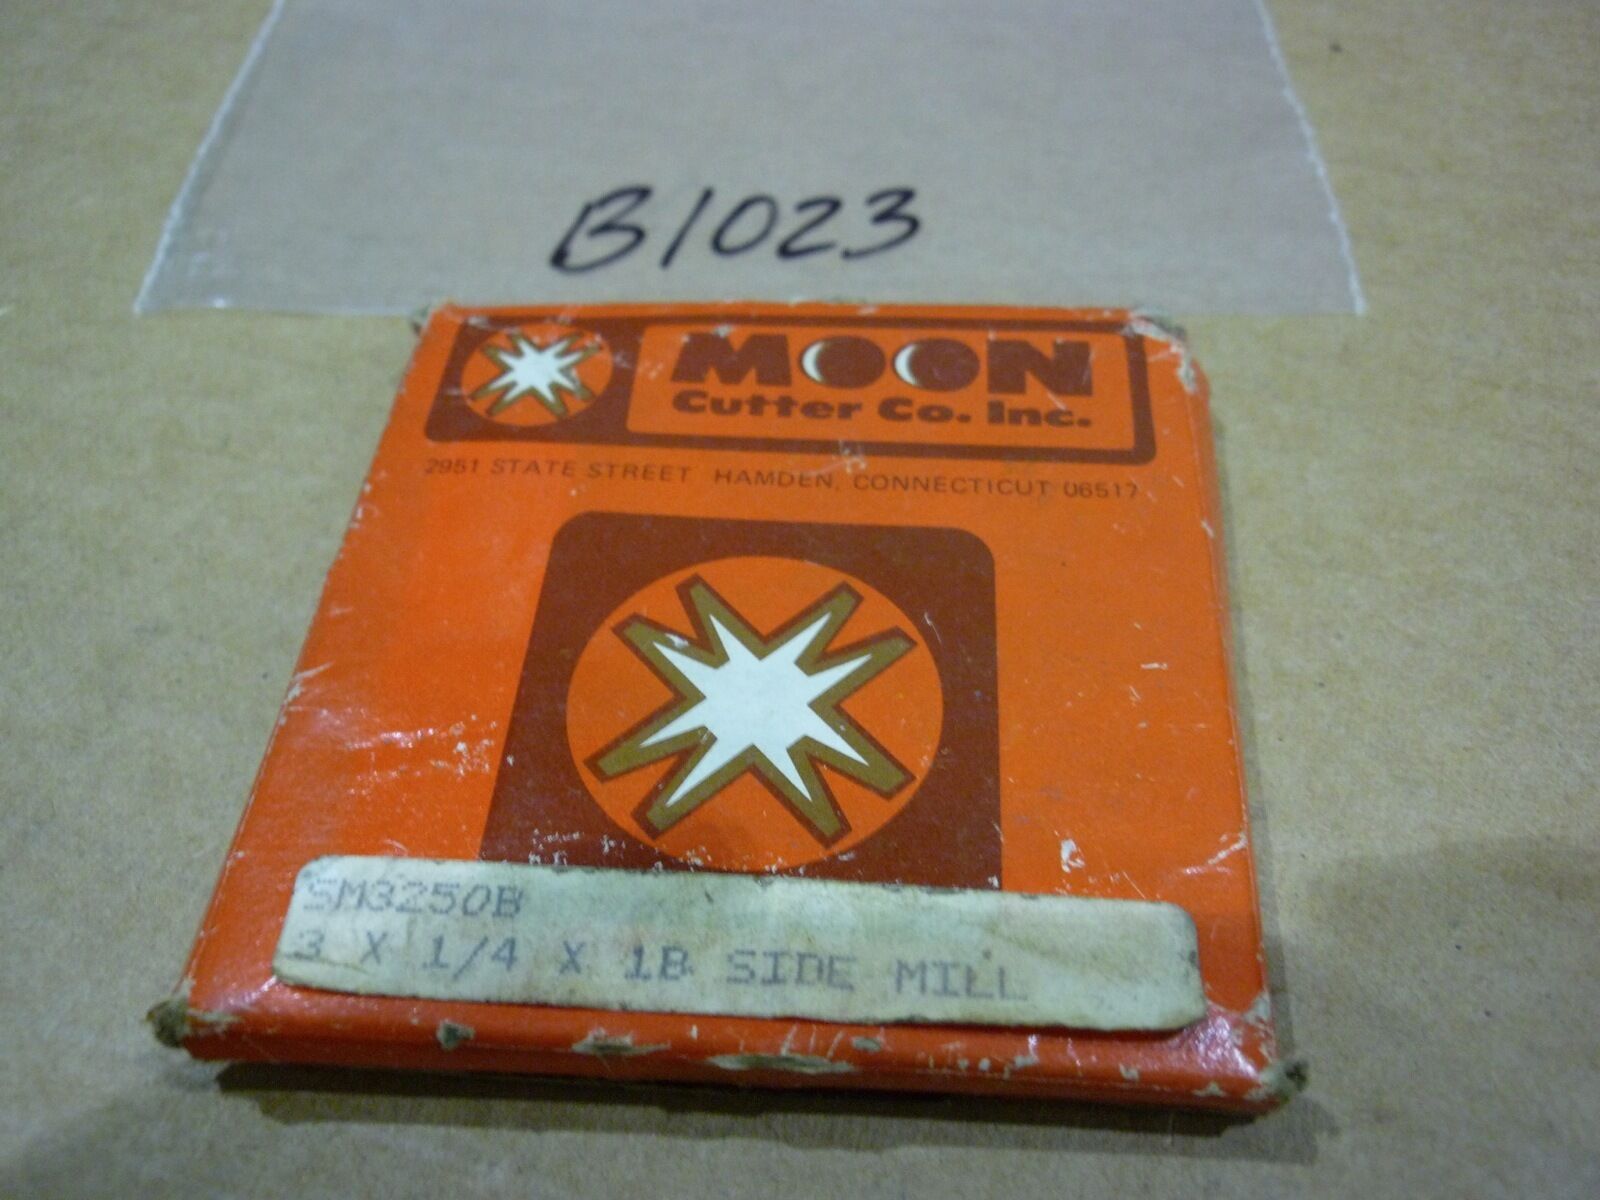 B1023
MOON
Cutter Co. Inc.
2951 STATE STREET HAMDEN, CONNECTICUT 06517
SM3250B
3 X 1/4 X 1B SIDE MILL